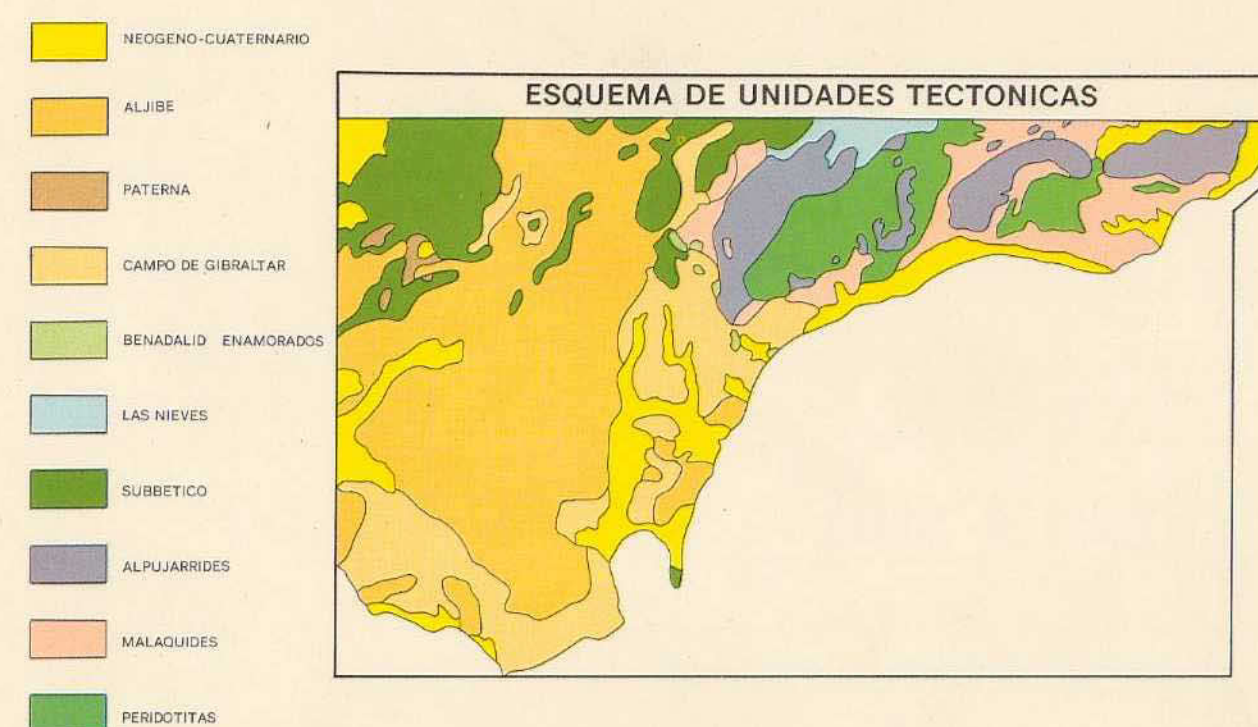 NEOGENO-CUATERNARIO
ALJIBE
PATERNA
CAMPO DE GIBRALTAR
BENADALID ENAMORADOS
LAS NIEVES
SUBBETICO
ALPUJARRIDES
MALAQUIDES
PERIDOTITAS
ESQUEMA DE UNIDADES TECTONICAS